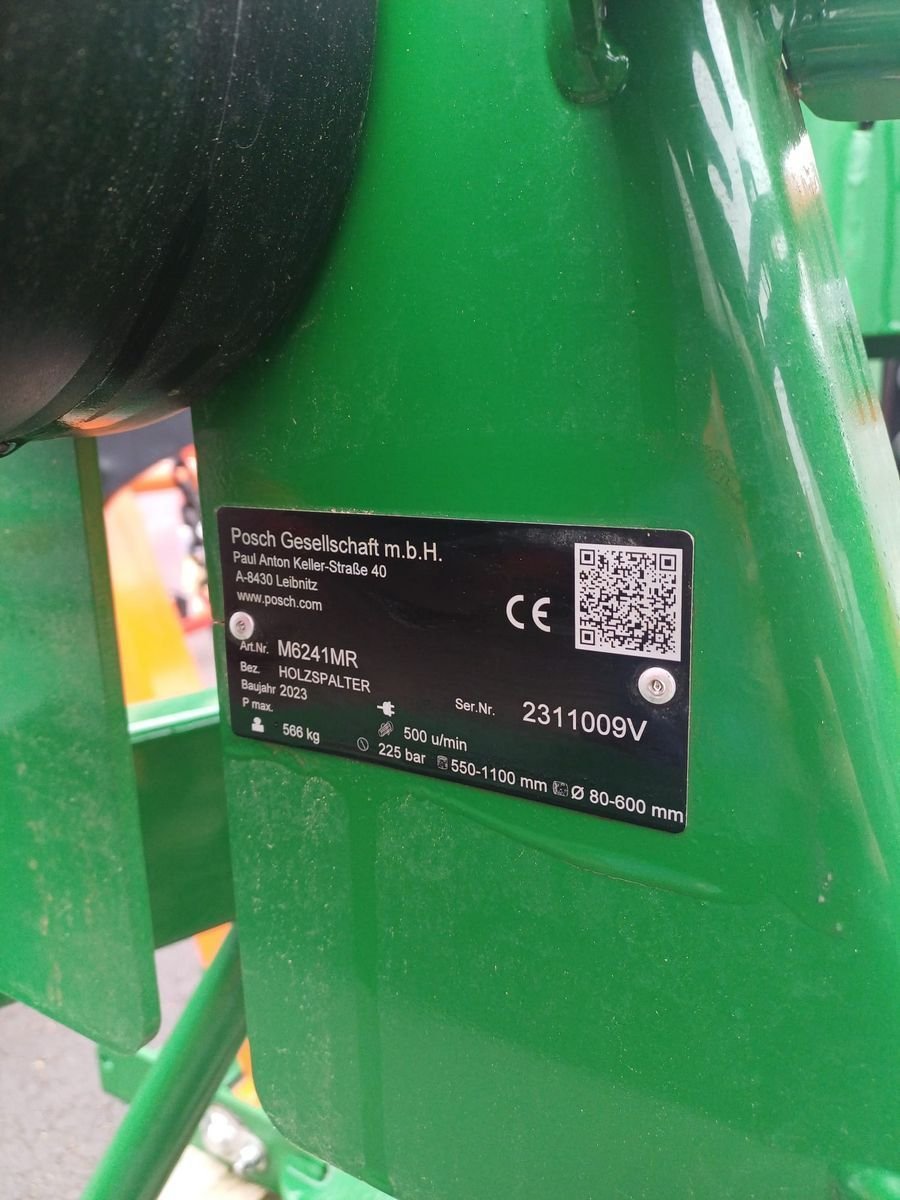 Posch Gesellschaft m.b.H.
Paul Anton Keller-Straße 40
A-8430 Leibnitz
www.posch.com
CE
Art.Nr. M6241MR
Bez. HOLZSPALTER
Baujahr 2023
Ser.Nr. 2311009V
P max.
500 u/min
566 kg
225 bar
550-1100 mm
Ø 80-600 mm